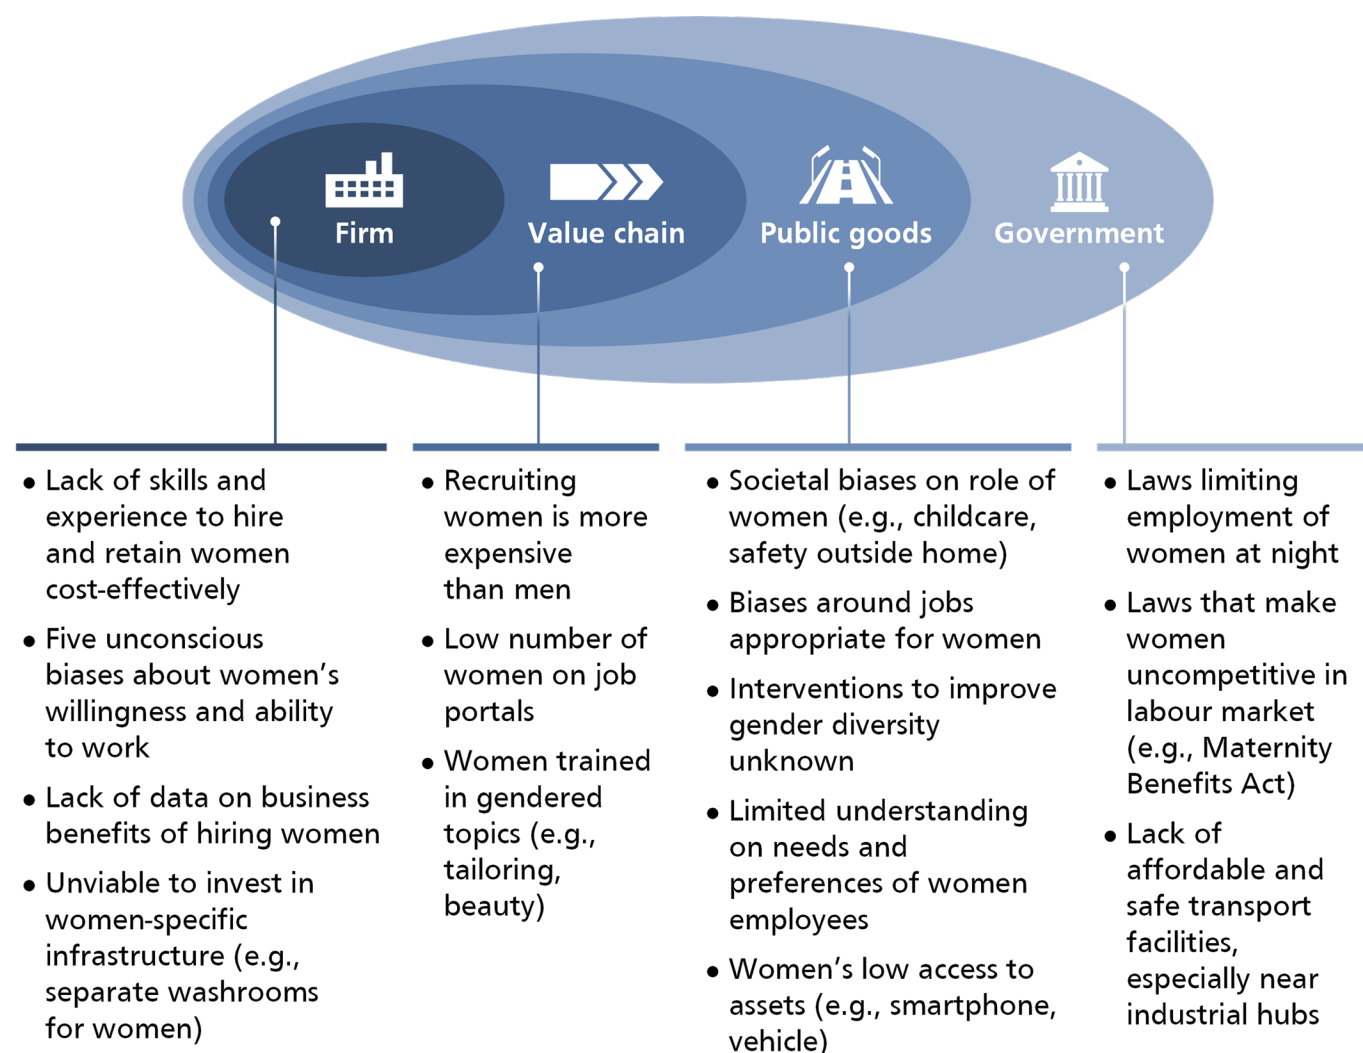 Firm
Value chain
Public goods
Government
• Lack of skills and
experience to hire
and retain women
cost-effectively
• Five unconscious
biases about women’s
willingness and ability
to work
• Lack of data on business
benefits of hiring women
• Unviable to invest in
women-specific
infrastructure (e.g.,
separate washrooms
for women)
• Recruiting
women is more
expensive
than men
• Low number of
women on job
portals
• Women trained
in gendered
topics (e.g.,
tailoring,
beauty)
• Societal biases on role of
women (e.g., childcare,
safety outside home)
• Biases around jobs
appropriate for women
• Interventions to improve
gender diversity
unknown
• Limited understanding
on needs and
preferences of women
employees
• Women’s low access to
assets (e.g., smartphone,
vehicle)
• Laws limiting
employment of
women at night
• Laws that make
women
uncompetitive in
labour market
(e.g., Maternity
Benefits Act)
• Lack of
affordable and
safe transport
facilities,
especially near
industrial hubs